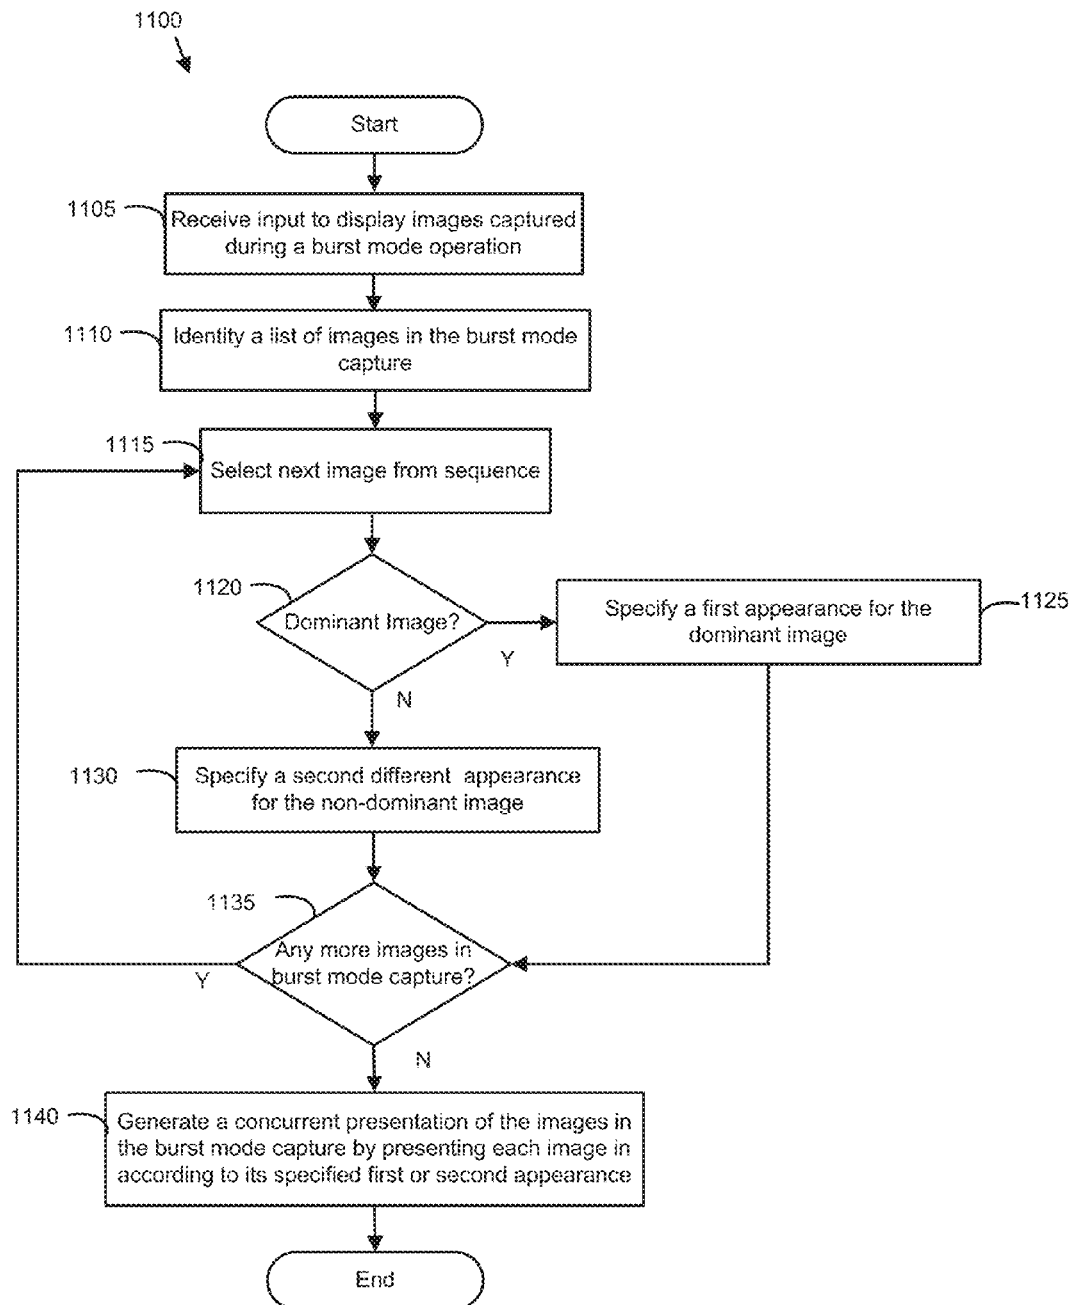 1100
Start
1105
Receive input to display images captured
during a burst mode operation
1110
Identity a list of images in the burst mode
capture
1115
Select next image from sequence
1120
Dominant Image?
Y
N
Specify a first appearance for the
dominant image
1125
1130
Specify a second different appearance
for the non-dominant image
1135
Any more images in
burst mode capture?
Y
N
1140
Generate a concurrent presentation of the images in
the burst mode capture by presenting each image in
according to its specified first or second appearance
End